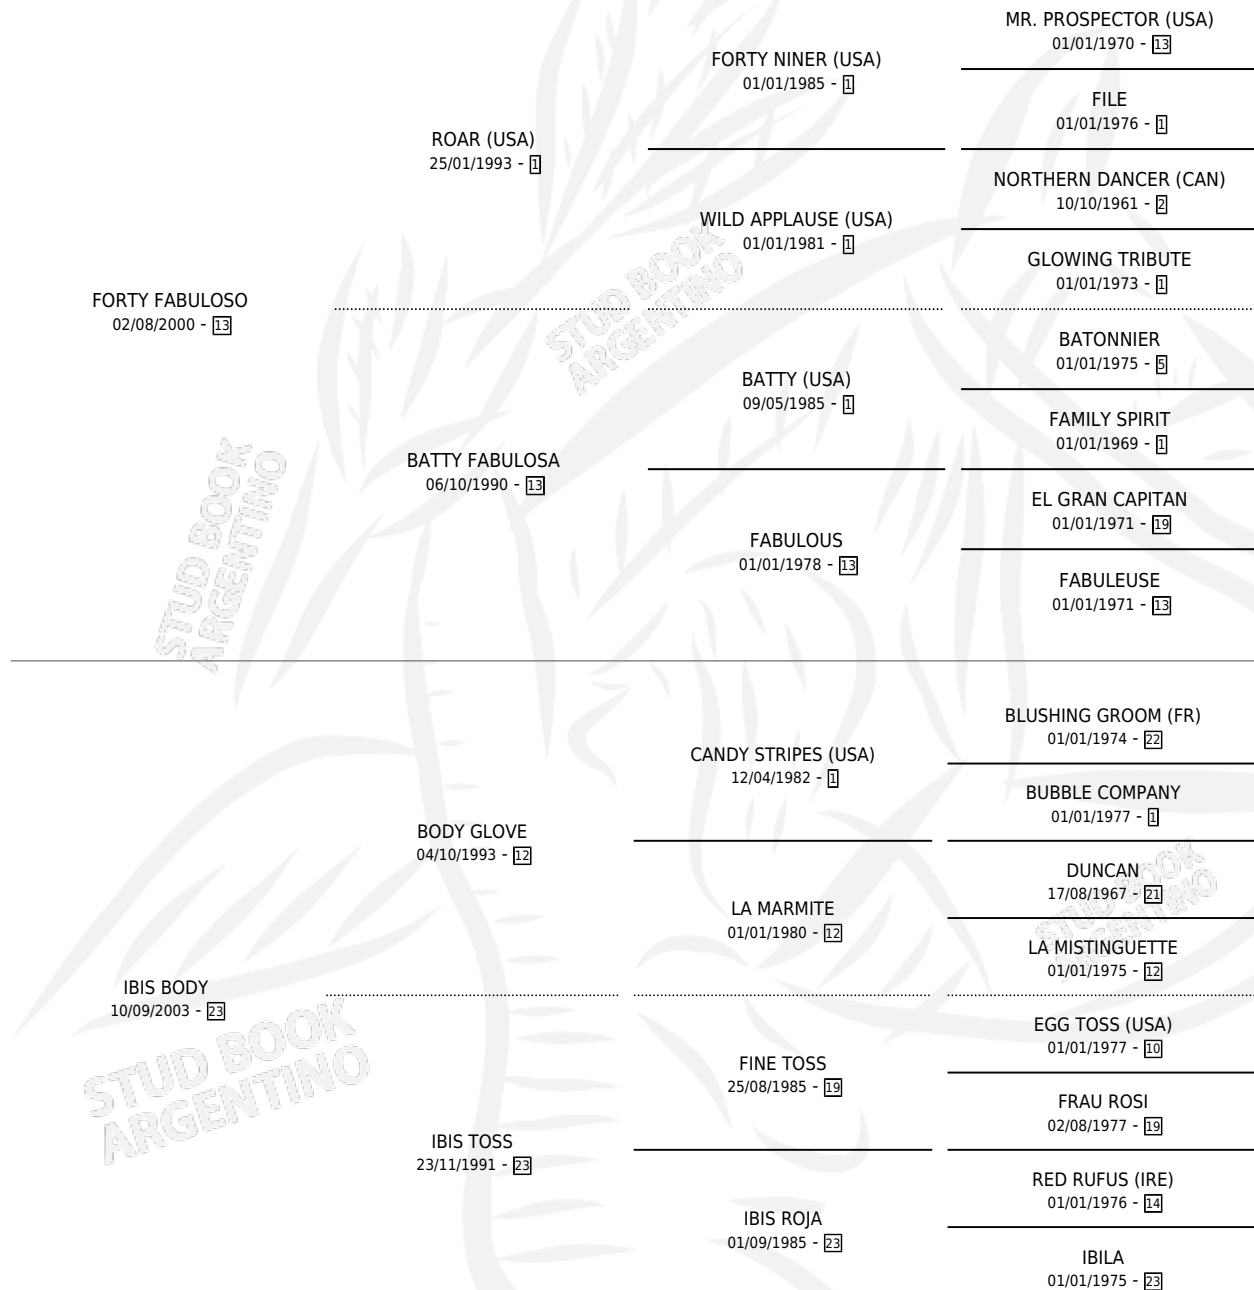 MR. PROSPECTOR (USA)
01/01/1970 - 13
FORTY NINER (USA)
01/01/1985 - 1
FILE
01/01/1976 - 1
ROAR (USA)
25/01/1993 - 1
NORTHERN DANCER (CAN)
10/10/1961 - 2
WILD APPLAUSE (USA)
01/01/1981 - 1
GLOWING TRIBUTE
01/01/1973 - 1
FORTY FABULOSO
02/08/2000 - 13
STUD BOOK
ARGENTINO
BATONNIER
01/01/1975 - 5
BATTY (USA)
09/05/1985 - 1
FAMILY SPIRIT
01/01/1969 - 1
BATTY FABULOSA
06/10/1990 - 13
EL GRAN CAPITAN
01/01/1971 - 19
FABULOUS
01/01/1978 - 13
FABULEUSE
01/01/1971 - 13
STUD BOOK
ARGENTINO
BLUSHING GROOM (FR)
01/01/1974 - 22
CANDY STRIPES (USA)
12/04/1982 - 1
BUBBLE COMPANY
01/01/1977 - 1
BODY GLOVE
04/10/1993 - 12
DUNCAN
17/08/1967 - 21
LA MARMITE
01/01/1980 - 12
LA MISTINGUETTE
01/01/1975 - 12
STUD BOOK
ARGENTINO
IBIS BODY
10/09/2003 - 23
EGG TOSS (USA)
01/01/1977 - 10
FINE TOSS
25/08/1985 - 19
FRAU ROSI
02/08/1977 - 19
STUD BOOK
ARGENTINO
IBIS TOSS
23/11/1991 - 23
RED RUFUS (IRE)
01/01/1976 - 14
IBIS ROJA
01/09/1985 - 23
IBILA
01/01/1975 - 23